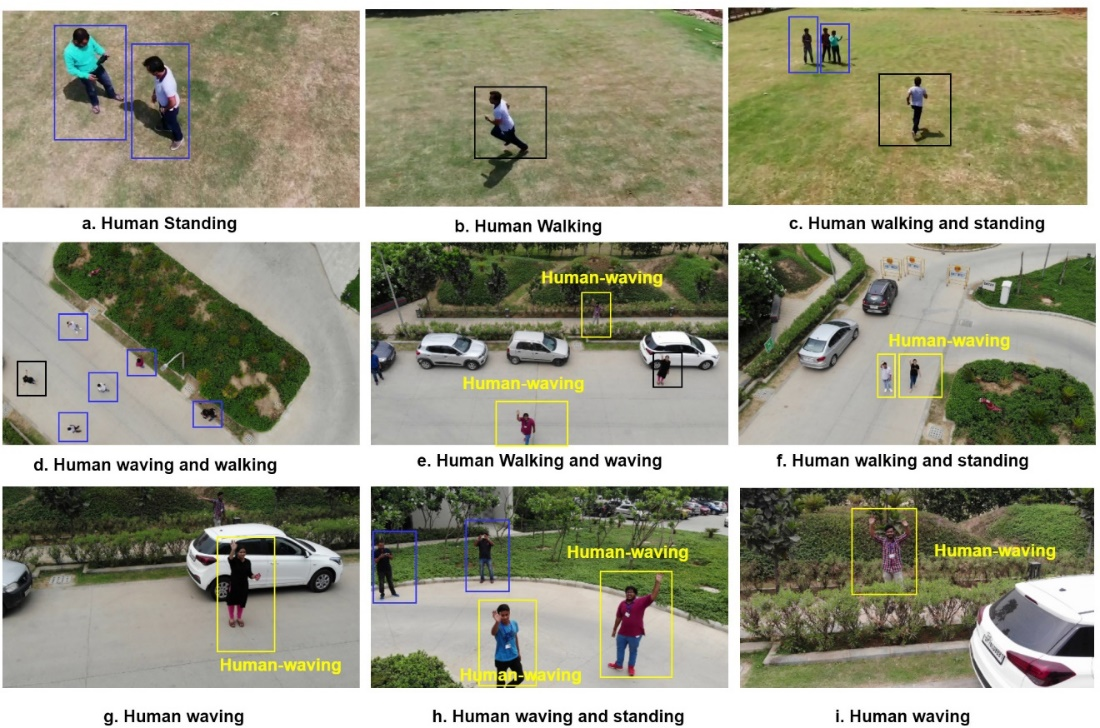 a. Human Standing
b. Human Walking
c. Human walking and standing
Human-waving
Human-waving
Human-waving
d. Human waving and walking
e. Human Walking and waving
f. Human walking and standing
Human-waving
Human-waving
Human-waving
Human-waving
g. Human waving
h. Human waving and standing
i. Human waving